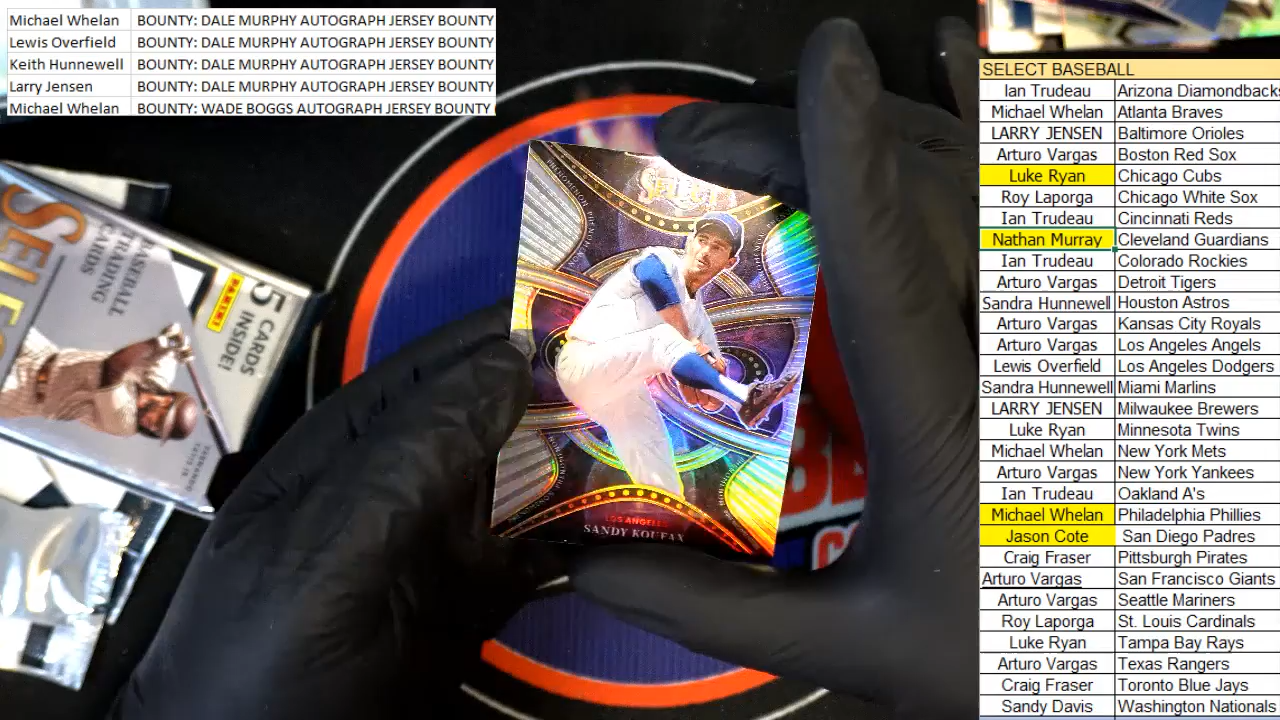 Michael Whelan BOUNTY: DALE MURPHY AUTOGRAPH JERSEY BOUNTY
Lewis Overfield BOUNTY: DALE MURPHY AUTOGRAPH JERSEY BOUNTY
Keith Hunnewell BOUNTY: DALE MURPHY AUTOGRAPH JERSEY BOUNTY
Larry Jensen BOUNTY: DALE MURPHY AUTOGRAPH JERSEY BOUNTY
Michael Whelan BOUNTY: WADE BOGGS AUTOGRAPH JERSEY BOUNTY (
BASEBALL
TRADING
CARDS
PANINI
5 CARDS
INSIDE!
PHENOMENON
SELECT
LOS ANGELES
SANDY KOUFAX
SELECT BASEBALL
Ian Trudeau Arizona Diamondbacks
Michael Whelan Atlanta Braves
LARRY JENSEN Baltimore Orioles
Arturo Vargas Boston Red Sox
Luke Ryan Chicago Cubs
Roy Laporga Chicago White Sox
Ian Trudeau Cincinnati Reds
Nathan Murray Cleveland Guardians
Ian Trudeau Colorado Rockies
Arturo Vargas Detroit Tigers
Sandra Hunnewell Houston Astros
Arturo Vargas Kansas City Royals
Arturo Vargas Los Angeles Angels
Lewis Overfield Los Angeles Dodgers
Sandra Hunnewell Miami Marlins
LARRY JENSEN Milwaukee Brewers
Luke Ryan Minnesota Twins
Michael Whelan New York Mets
Arturo Vargas New York Yankees
Ian Trudeau Oakland A's
Michael Whelan Philadelphia Phillies
Jason Cote San Diego Padres
Craig Fraser Pittsburgh Pirates
Arturo Vargas San Francisco Giants
Arturo Vargas Seattle Mariners
Roy Laporga St. Louis Cardinals
Luke Ryan Tampa Bay Rays
Arturo Vargas Texas Rangers
Craig Fraser Toronto Blue Jays
Sandy Davis Washington Nationals